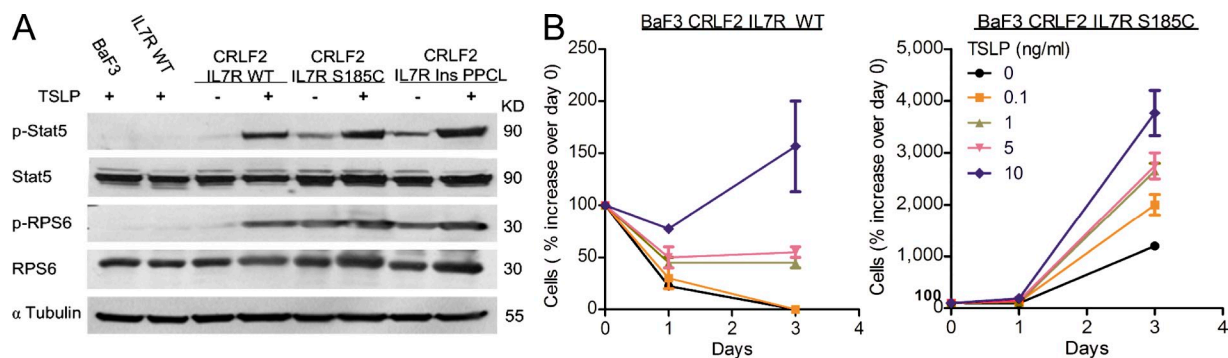 A
BaF3
IL7R WT
CRLF2
IL7R WT
CRLF2
IL7R S185C
CRLF2
IL7R Ins PPCL
TSLP + + - + - + - + KD
p-Stat5 90
Stat5 90
p-RPS6 30
RPS6 30
α Tubulin 55
B
BaF3 CRLF2 IL7R WT
Cells ( % increase over day 0)
250
200
150
100
50
0
0 1 2 3 4
Days
BaF3 CRLF2 IL7R S185C
TSLP (ng/ml)
0
0.1
1
5
10
Cells (% increase over day 0)
5,000
4,000
3,000
2,000
1,000
100
0
0 1 2 3 4
Days